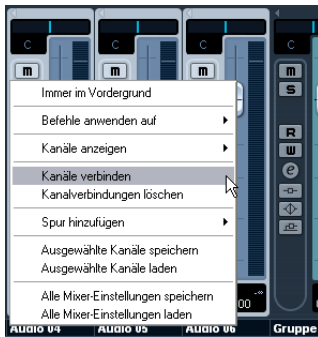 C C C C
m m m m
S
R
W
e
Immer im Vordergrund
Befehle anwenden auf
Kanäle anzeigen
Kanäle verbinden
Kanalverbindungen löschen
Spur hinzufügen
Ausgewählte Kanäle speichern
Ausgewählte Kanäle laden
Alle Mixer-Einstellungen speichern
Alle Mixer-Einstellungen laden
00 -∞
Audio 04 Audio 05 Audio 06 Gruppe